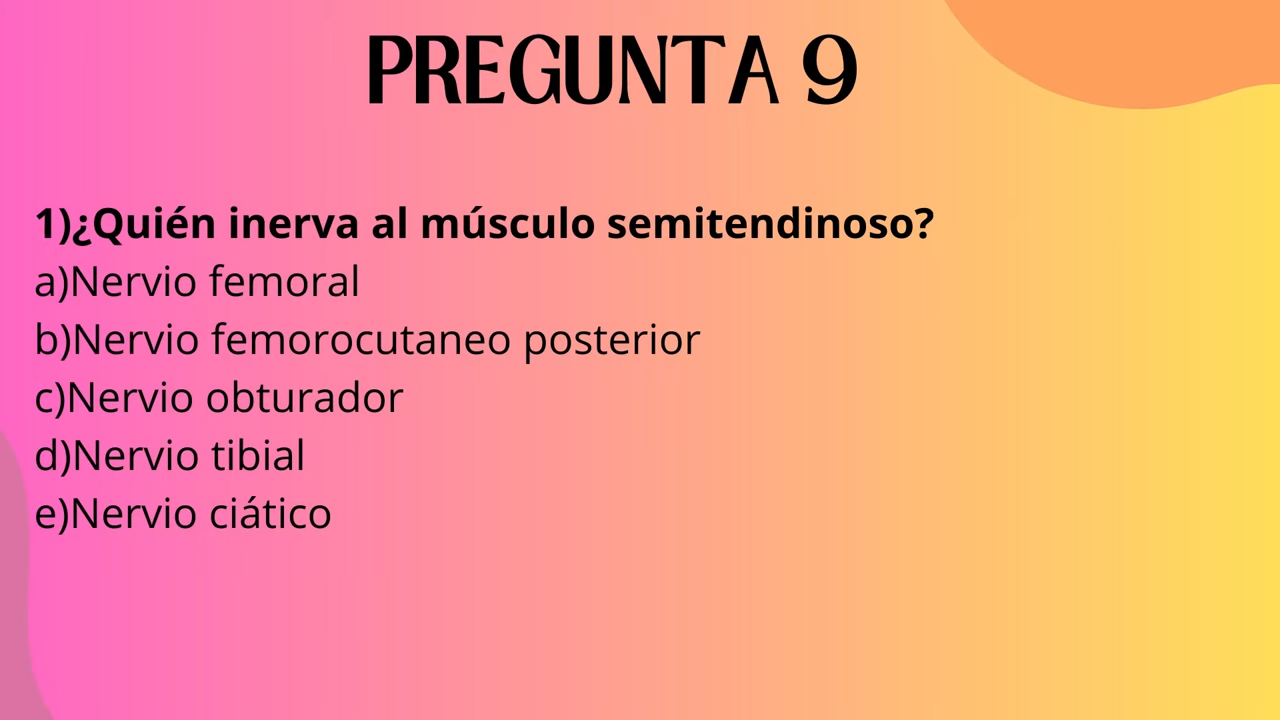 PREGUNTA 9
1)¿Quién inerva al músculo semitendinoso?
a)Nervio femoral
b)Nervio femorocutaneo posterior
c)Nervio obturador
d)Nervio tibial
e)Nervio ciático